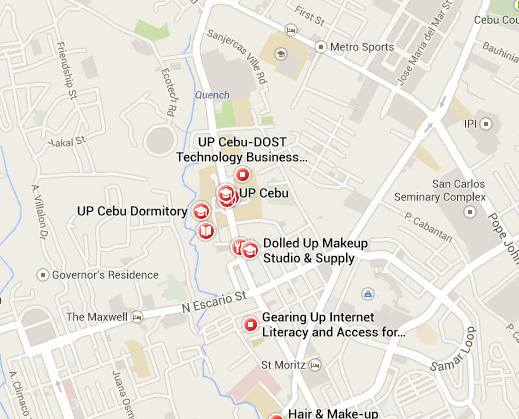 First St
Cebu Cou
Sanjercas Ville Rd
Metro Sports
Jose Maria del Mar St
Bauhinia
Friendship St
Ecotech Rd
Quench
Yakal St
UP Cebu-DOST
Technology Business...
IPI
UP Cebu
San Carlos
Seminary Complex
A. Villalon Dr
UP Cebu Dormitory
P Cabantan
Pope John
Dolled Up Makeup
Studio & Supply
Governor's Residence
N Escario St
The Maxwell
Gearing Up Internet
Literacy and Access for...
Samar Loop
St Moritz
A. Climaco
Juana Osm
Hair & Make-up